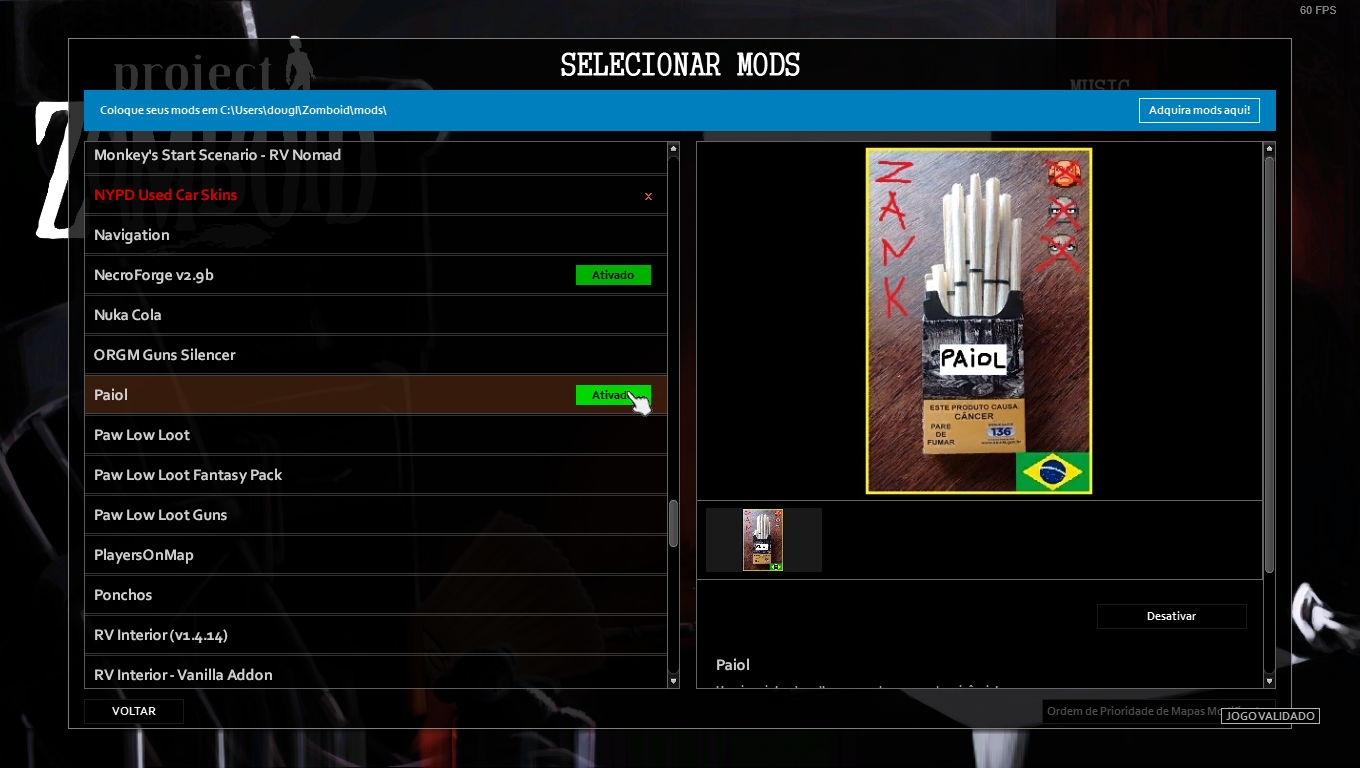 60 FPS
project
ZOMBOID
SELECIONAR MODS
MUSIC
Coloque seus mods em C:\Users\dougl\Zomboid\mods\
Adquira mods aqui!
Monkey's Start Scenario - RV Nomad
NYPD Used Car Skins
x
Navigation
NecroForge v2.9b
Ativado
Nuka Cola
ORGM Guns Silencer
Paiol
Ativado
Paw Low Loot
Paw Low Loot Fantasy Pack
Paw Low Loot Guns
PlayersOnMap
Ponchos
RV Interior (v1.4.14)
RV Interior - Vanilla Addon
ZANK
PAiOL
ESTE PRODUTO CAUSA
CÂNCER
PARE
DE
FUMAR
136
Desativar
Paiol
VOLTAR
Ordem de Prioridade de Mapas
JOGO VALIDADO